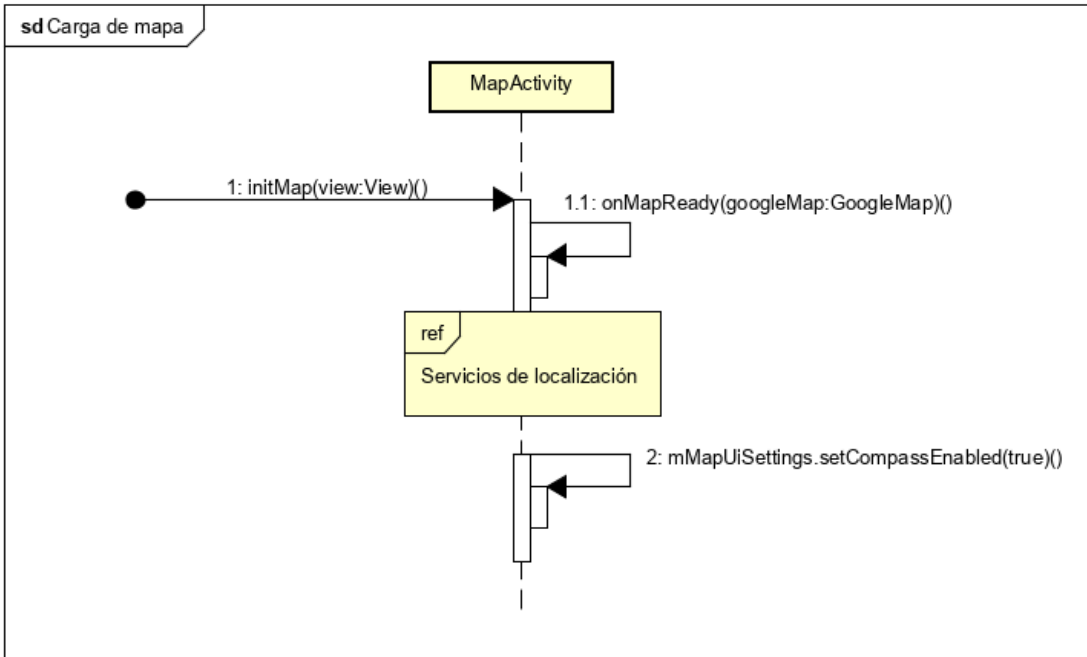 sd Carga de mapa
MapActivity
1: initMap(view:View)()
1.1: onMapReady(googleMap:GoogleMap)()
ref
Servicios de localización
2: mMapUiSettings.setCompassEnabled(true)()